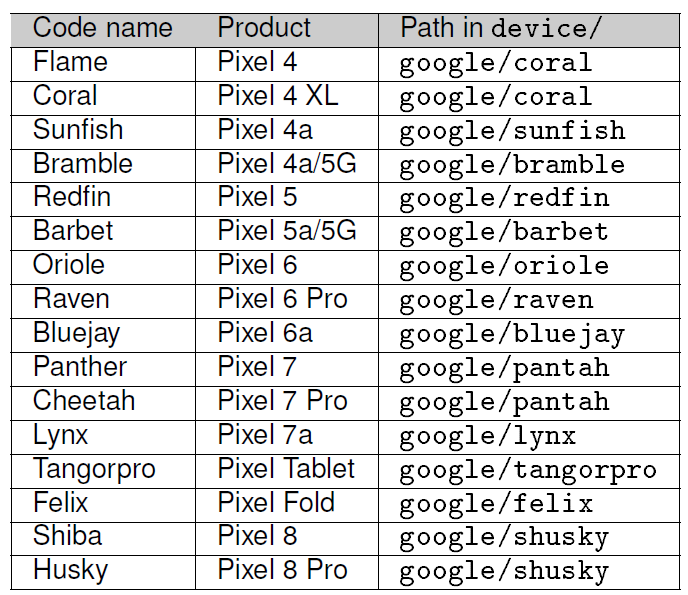 Code name Product Path in device/
Flame Pixel 4 google/coral
Coral Pixel 4 XL google/coral
Sunfish Pixel 4a google/sunfish
Bramble Pixel 4a/5G google/bramble
Redfin Pixel 5 google/redfin
Barbet Pixel 5a/5G google/barbet
Oriole Pixel 6 google/oriole
Raven Pixel 6 Pro google/raven
Bluejay Pixel 6a google/bluejay
Panther Pixel 7 google/pantah
Cheetah Pixel 7 Pro google/pantah
Lynx Pixel 7a google/lynx
Tangorpro Pixel Tablet google/tangorpro
Felix Pixel Fold google/felix
Shiba Pixel 8 google/shusky
Husky Pixel 8 Pro google/shusky